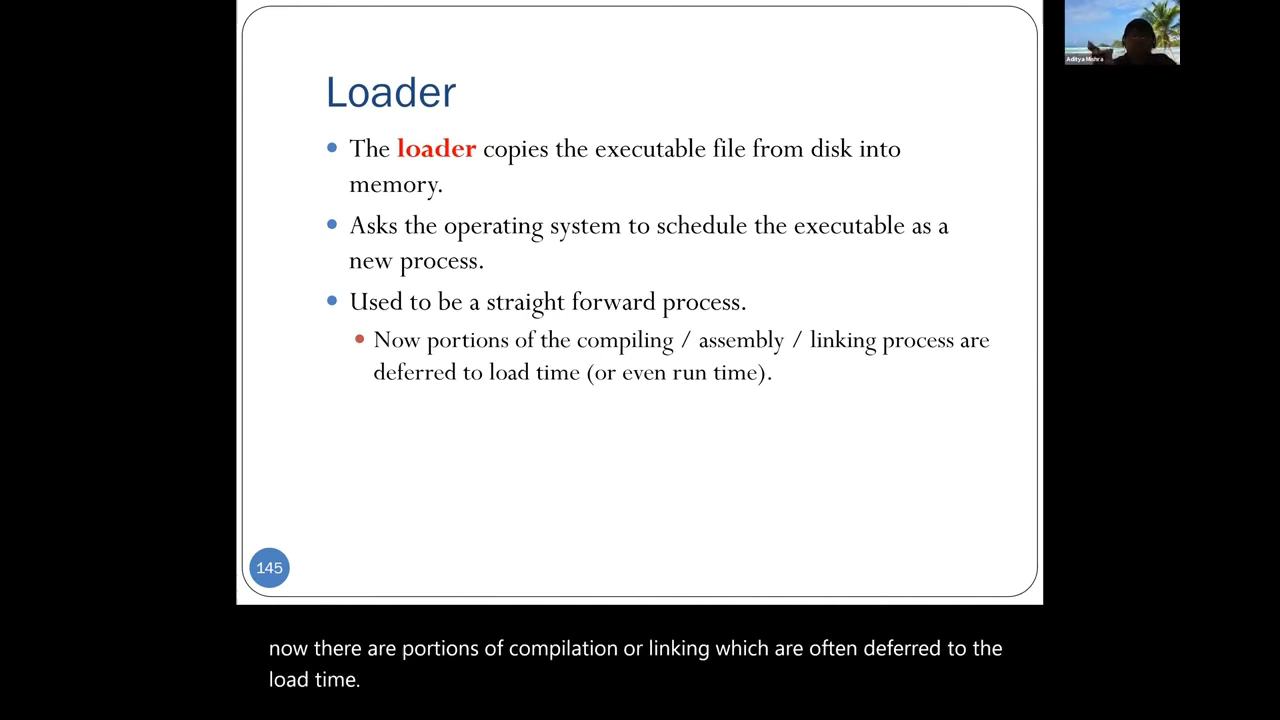 Aditya Mishra
Loader
The loader copies the executable file from disk into
memory.
Asks the operating system to schedule the executable as a
new process.
Used to be a straight forward process.
Now portions of the compiling / assembly / linking process are
deferred to load time (or even run time).
145
now there are portions of compilation or linking which are often deferred to the
load time.